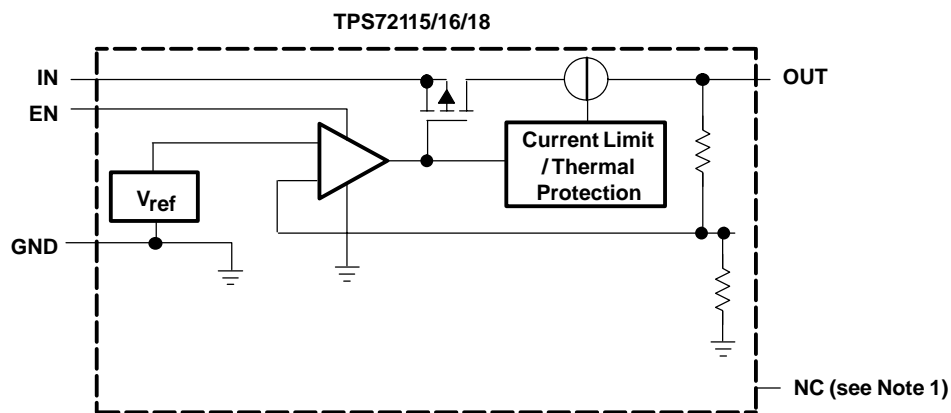 TPS72115/16/18
IN
OUT
EN
Current Limit
/ Thermal
Protection
Vref
GND
NC (see Note 1)